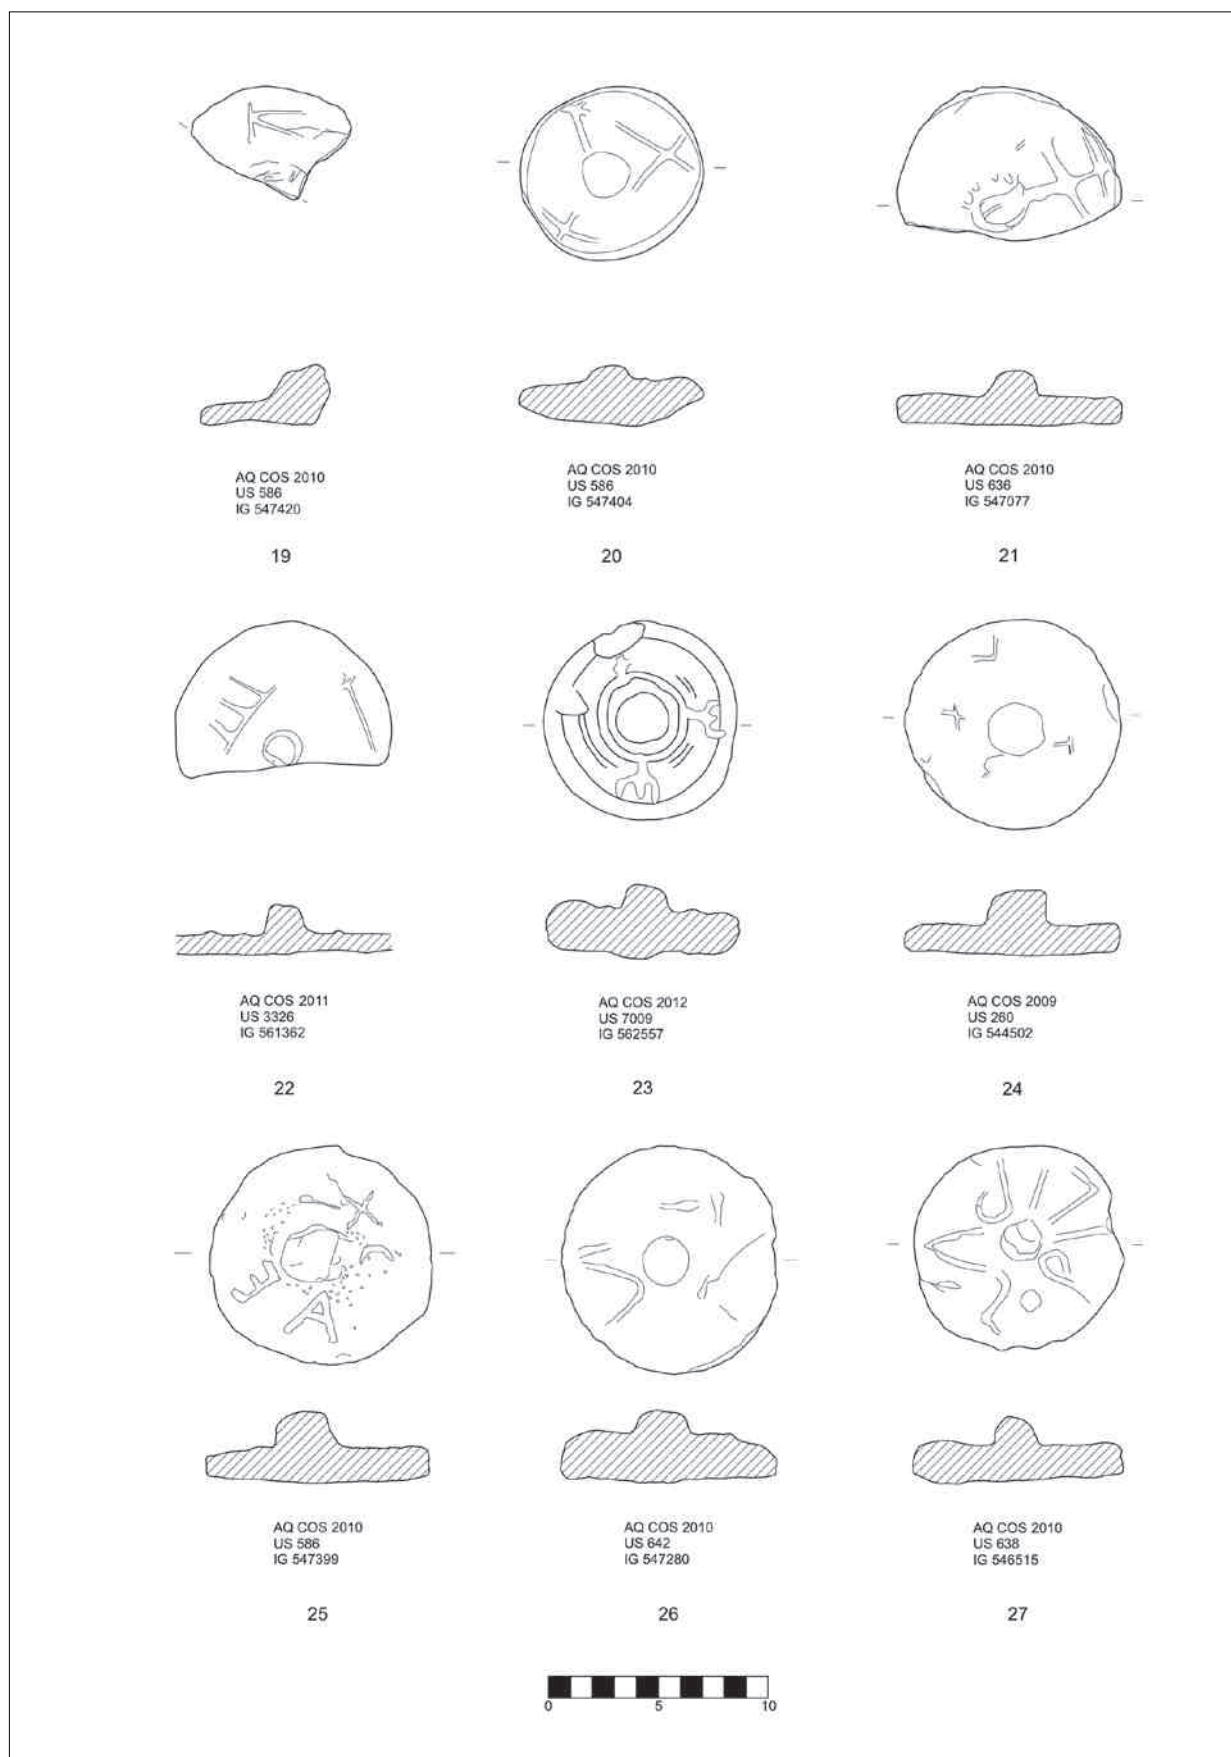 AQ COS 2010
US 586
IG 547420
19
AQ COS 2010
US 586
IG 547404
20
AQ COS 2010
US 636
IG 547077
21
AQ COS 2011
US 3326
IG 561362
22
AQ COS 2012
US 7009
IG 562557
23
AQ COS 2009
US 260
IG 544502
24
AQ COS 2010
US 586
IG 547399
25
AQ COS 2010
US 642
IG 547280
26
AQ COS 2010
US 638
IG 546515
27
0 5 10